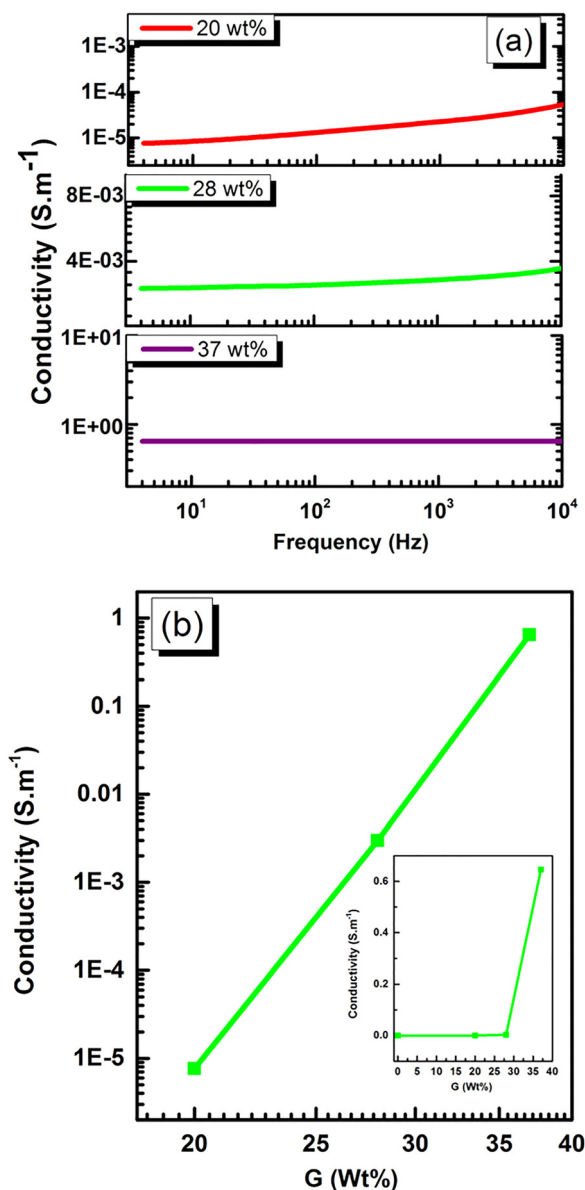 20 wt%
(a)
1E-3
1E-4
1E-5
28 wt%
8E-03
4E-03
37 wt%
1E+01
1E+00
Conductivity (S.m-1)
10¹ 10² 10³ 10⁴
Frequency (Hz)
(b)
1
0.1
0.01
1E-3
1E-4
1E-5
Conductivity (S.m-1)
20 25 30 35 40
G (Wt%)
0.6
0.4
0.2
0.0
Conductivity (S.m-1)
0 5 10 15 20 25 30 35 40
G (Wt%)